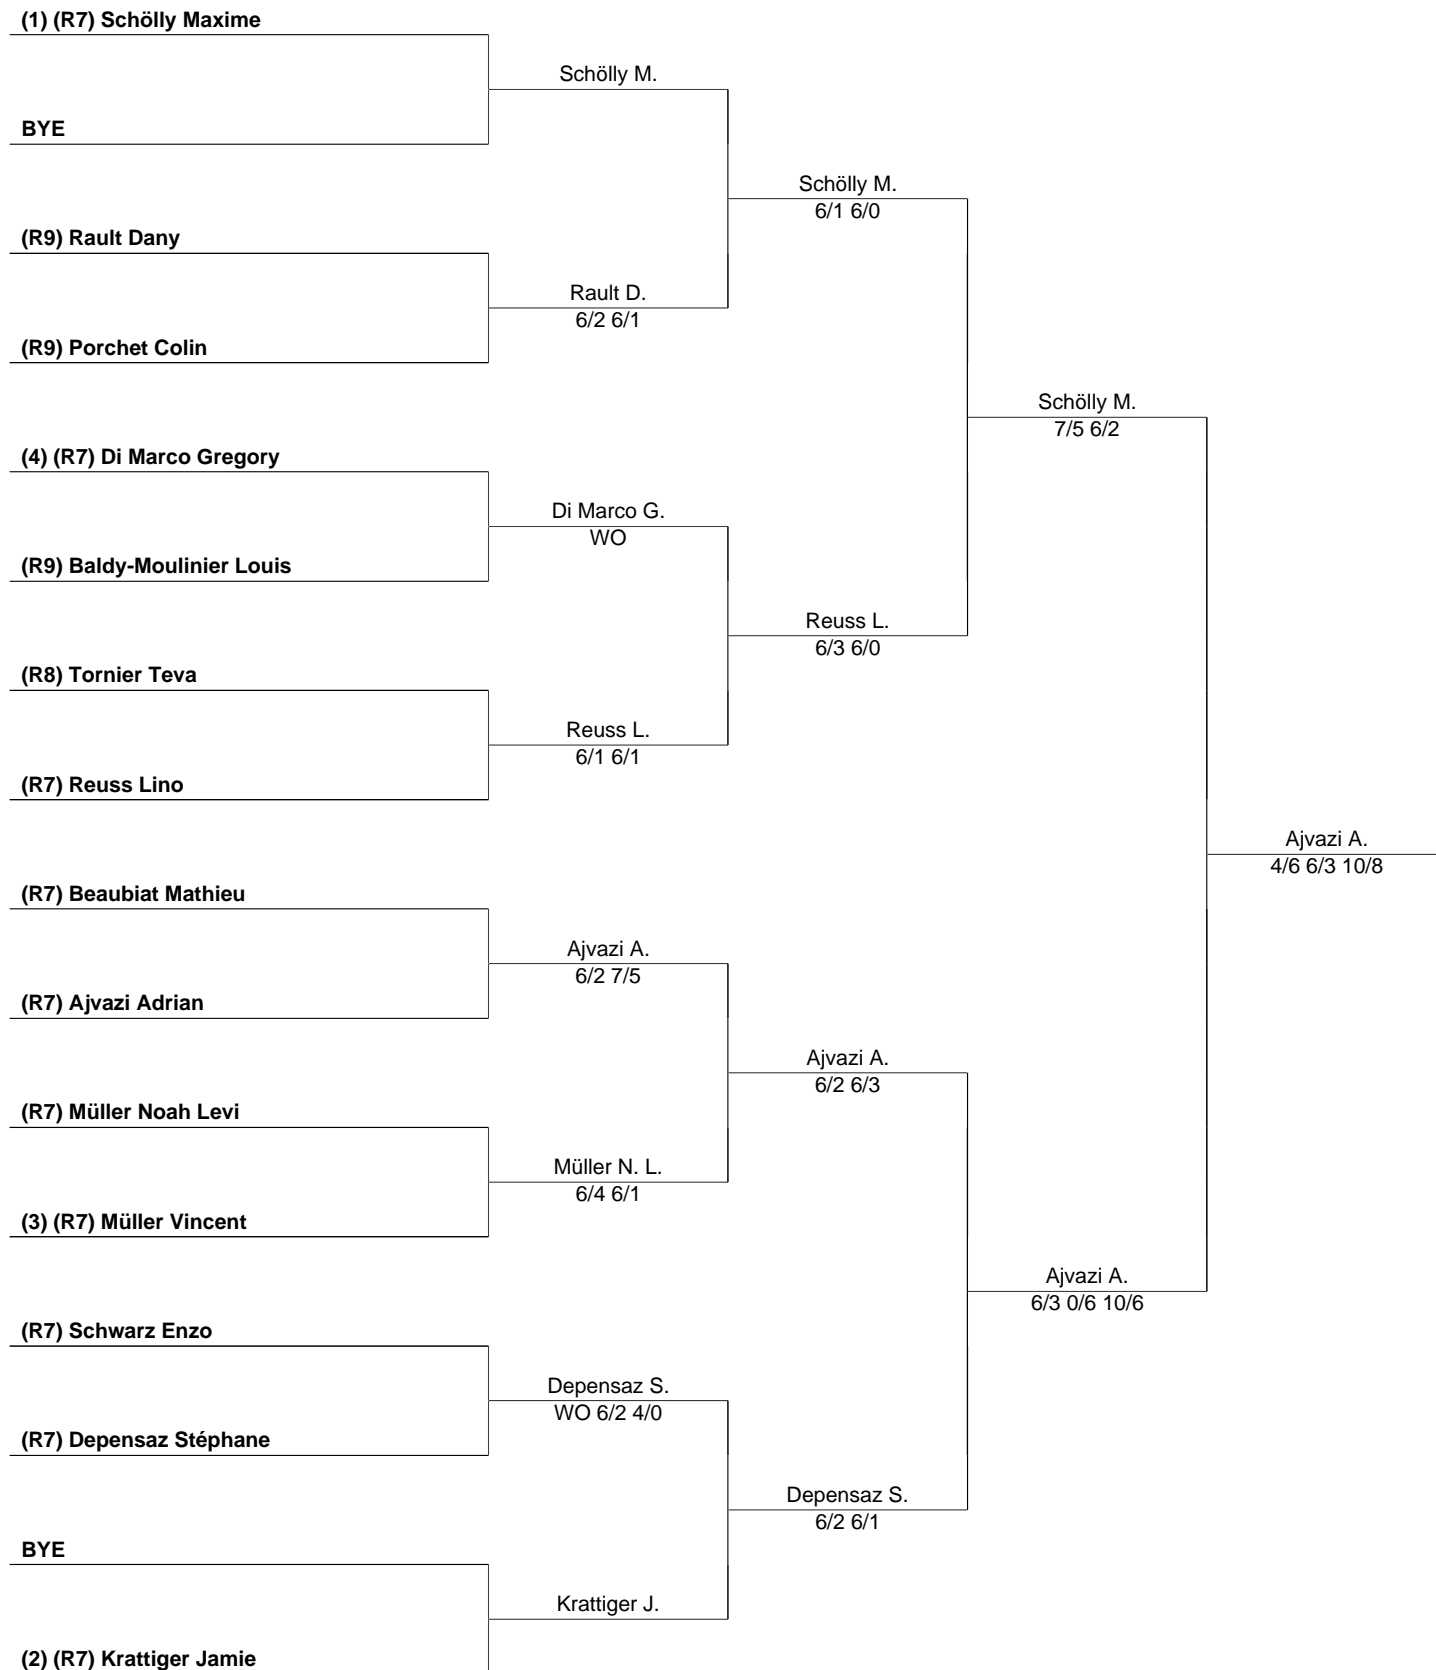 (1) (R7) Schölly Maxime
Schölly M.
BYE
Schölly M.
6/1 6/0
(R9) Rault Dany
Rault D.
6/2 6/1
(R9) Porchet Colin
Schölly M.
7/5 6/2
(4) (R7) Di Marco Gregory
Di Marco G.
WO
(R9) Baldy-Moulinier Louis
Reuss L.
6/3 6/0
(R8) Tornier Teva
Reuss L.
6/1 6/1
(R7) Reuss Lino
Ajvazi A.
4/6 6/3 10/8
(R7) Beaubiat Mathieu
Ajvazi A.
6/2 7/5
(R7) Ajvazi Adrian
Ajvazi A.
6/2 6/3
(R7) Müller Noah Levi
Müller N. L.
6/4 6/1
(3) (R7) Müller Vincent
Ajvazi A.
6/3 0/6 10/6
(R7) Schwarz Enzo
Depensaz S.
WO 6/2 4/0
(R7) Depensaz Stéphane
Depensaz S.
6/2 6/1
BYE
Krattiger J.
(2) (R7) Krattiger Jamie